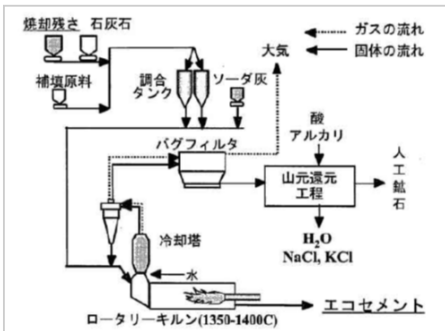 焼却残さ 石灰石
ガスの流れ
固体の流れ
大気
補填原料
調合
タンク
ソーダ灰
酸
アルカリ
バグフィルタ
山元還元
工程
人工鉱石
H₂O
NaCl, KCl
冷却塔
水
ロータリーキルン(1350-1400C)
エコセメント